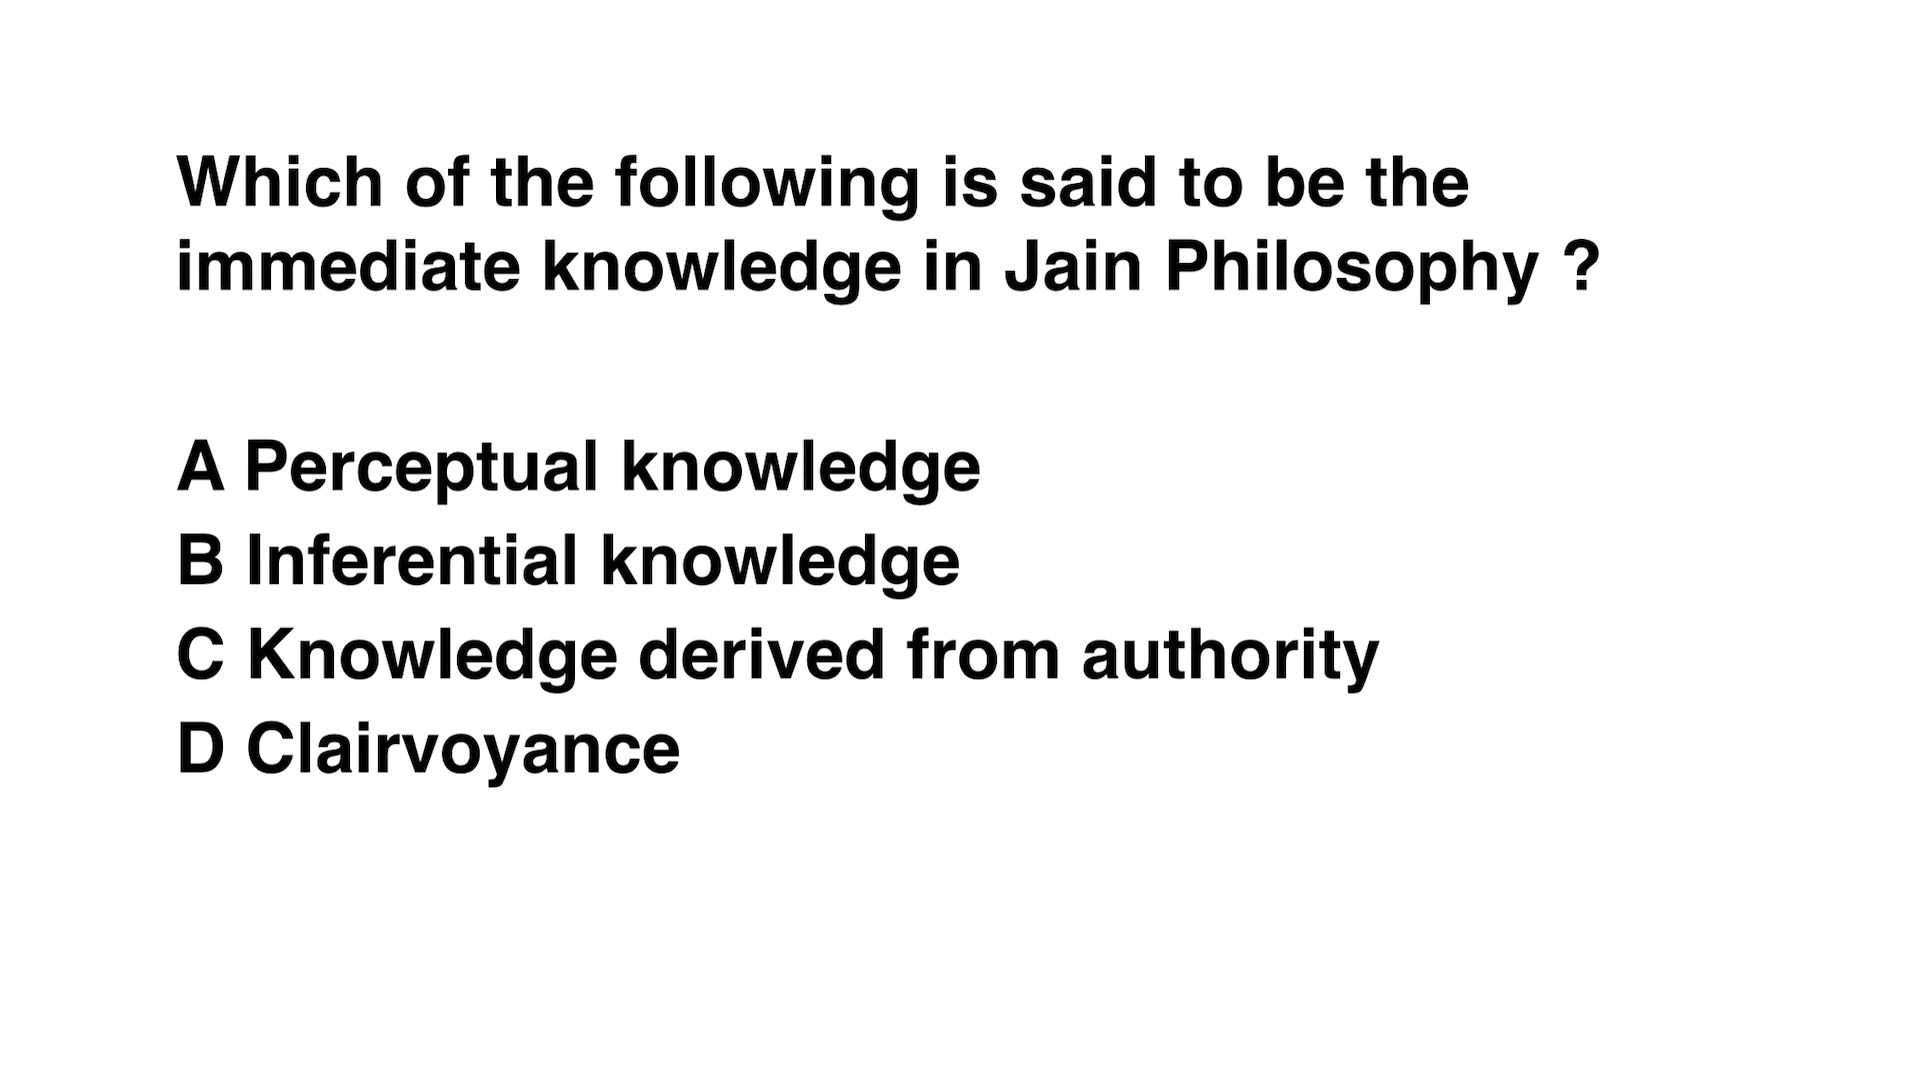 Which of the following is said to be the
immediate knowledge in Jain Philosophy ?
A Perceptual knowledge
B Inferential knowledge
C Knowledge derived from authority
D Clairvoyance